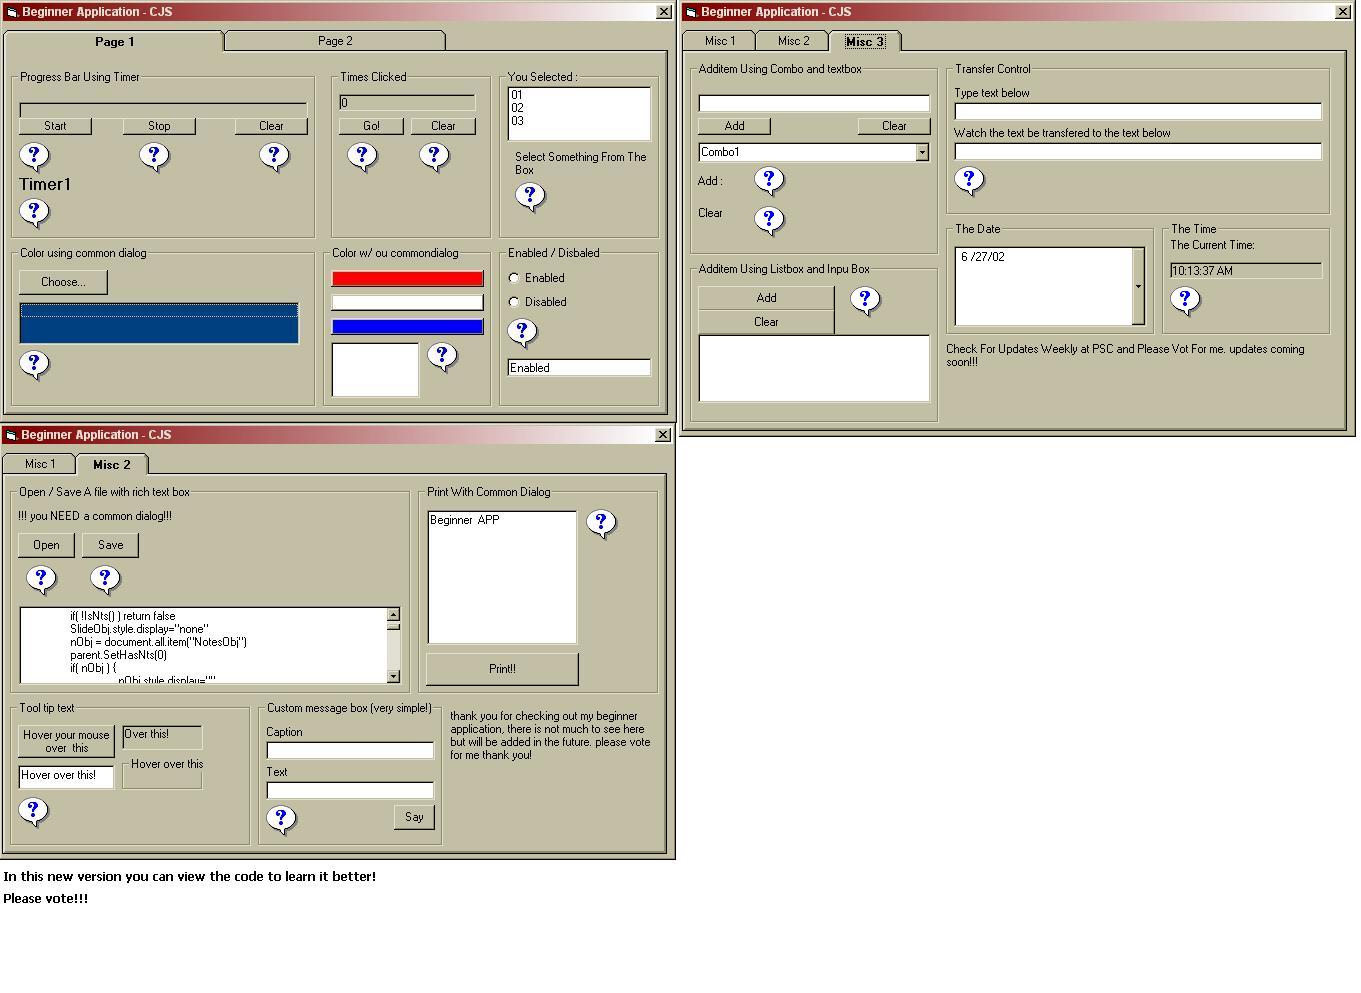 Beginner Application - CJS
Page 1
Page 2
Progress Bar Using Timer
Start
Stop
Clear
Timer1
Times Clicked
0
Go!
Clear
You Selected :
01
02
03
Select Something From The
Box
Color using common dialog
Choose...
Color w/ ou commondialog
Enabled / Disbaled
Enabled
Disabled
Enabled
Beginner Application - CJS
Misc 1
Misc 2
Misc 3
Additem Using Combo and textbox
Add
Clear
Combo1
Add :
Clear
Additem Using Listbox and Inpu Box
Add
Clear
Transfer Control
Type text below
Watch the text be transfered to the text below
The Date
6 /27/02
The Time
The Current Time:
10:13:37 AM
Check For Updates Weekly at PSC and Please Vot For me. updates coming
soon!!!
Beginner Application - CJS
Misc 1
Misc 2
Open / Save A file with rich text box
!!! you NEED a common dialog!!!
Open
Save
if( !IsNts() ) return false
SlideObj.style.display="none"
nObj = document.all.item("NotesObj")
parent.SetHasNts(0)
if( nObj ) {
nObj.style.display=""
Print With Common Dialog
Beginner APP
Print!!
Tool tip text
Hover your mouse
over this
Over this!
Hover over this!
Hover over this
Custom message box (very simple!)
Caption
Text
Say
thank you for checking out my beginner
application, there is not much to see here
but will be added in the future. please vote
for me thank you!
In this new version you can view the code to learn it better!
Please vote!!!